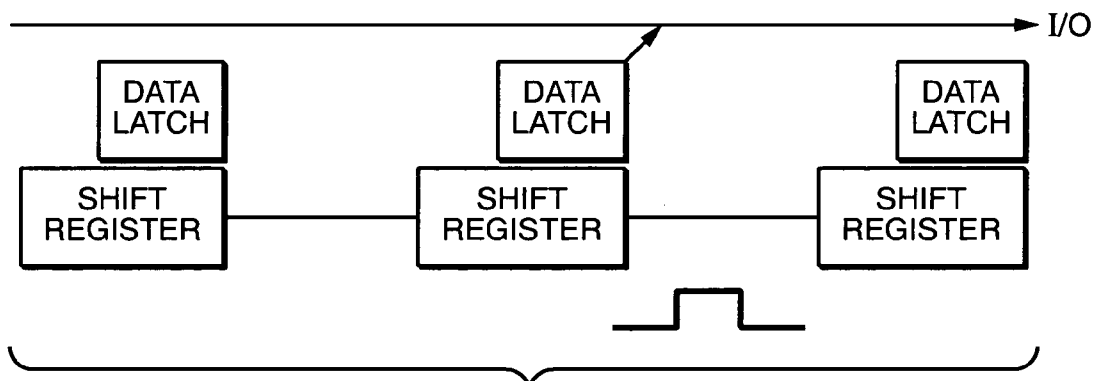 I/O
DATA
LATCH
DATA
LATCH
DATA
LATCH
SHIFT
REGISTER
SHIFT
REGISTER
SHIFT
REGISTER